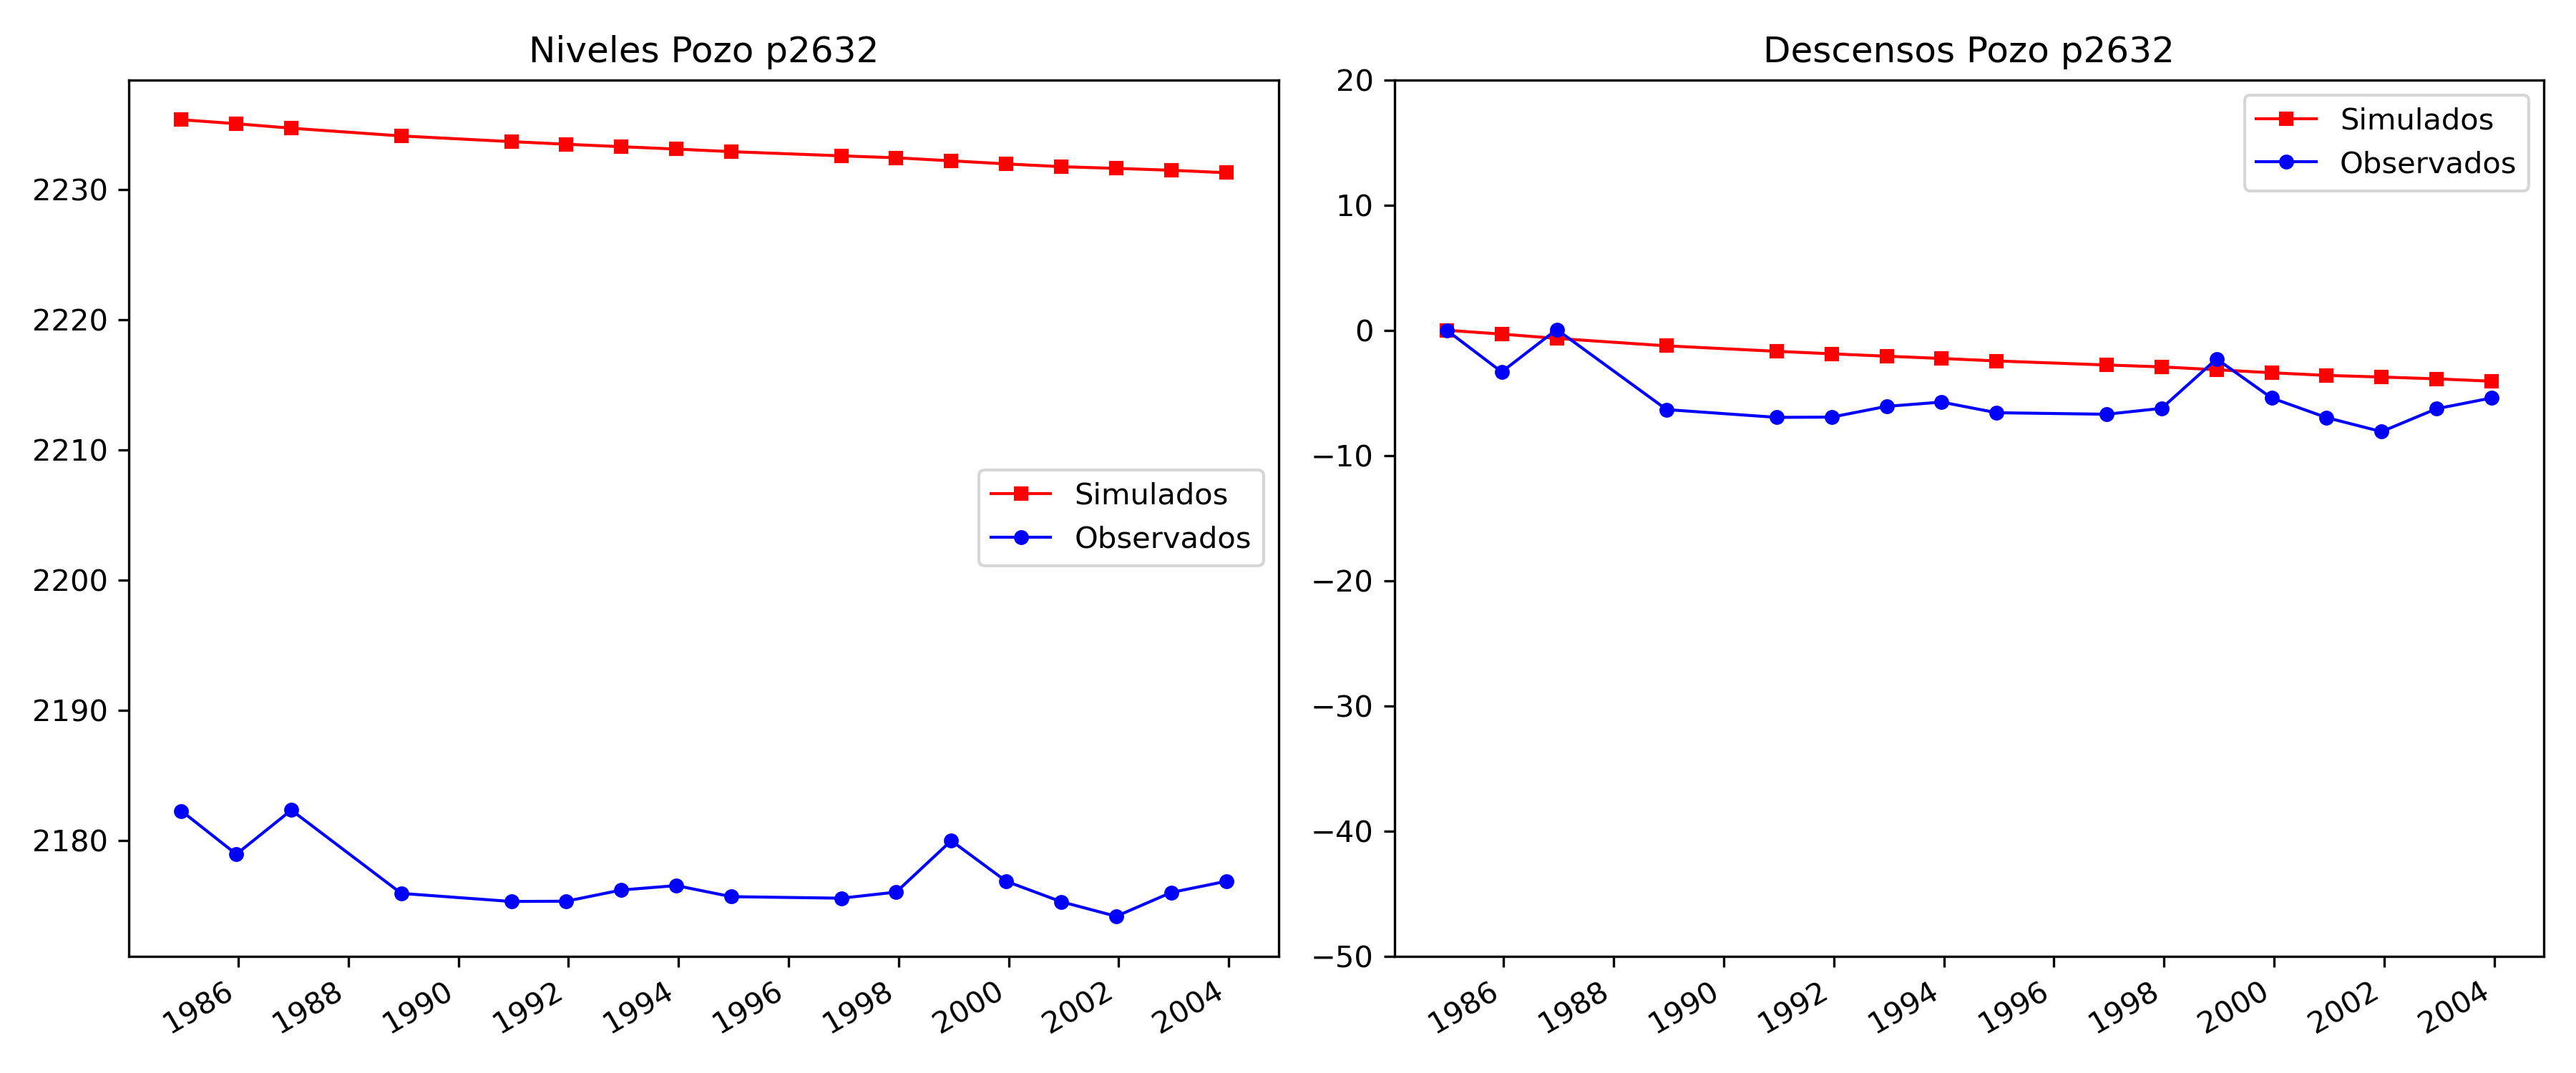 Niveles Pozo p2632
2230
2220
2210
2200
2190
2180
Simulados
Observados
1986 1988 1990 1992 1994 1996 1998 2000 2002 2004
Descensos Pozo p2632
20
10
0
−10
−20
−30
−40
−50
Simulados
Observados
1986 1988 1990 1992 1994 1996 1998 2000 2002 2004